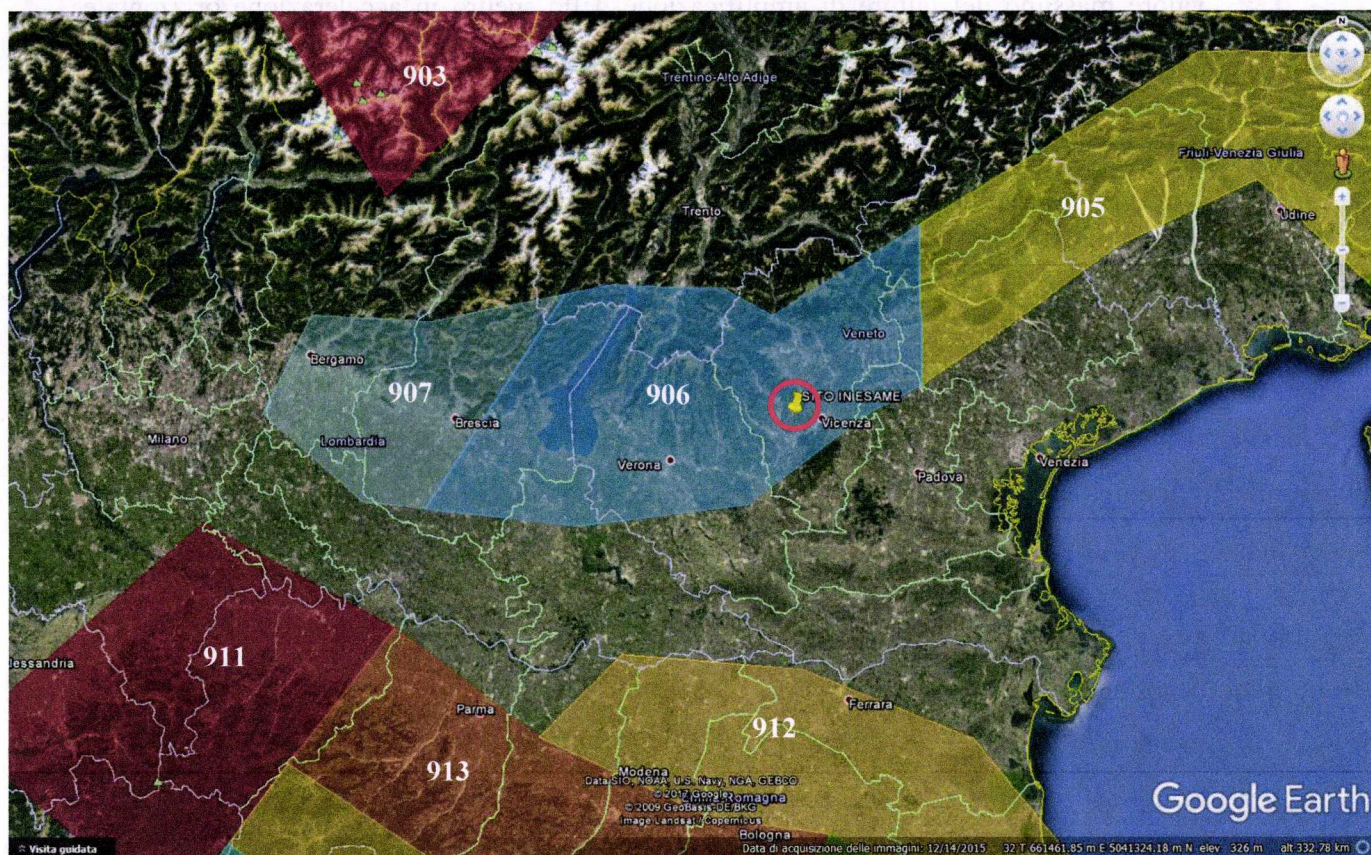 903
Trentino-Alto Adige
N
Friuli-Venezia Giulia
905
Trento
Udine
Veneto
Bergamo
907
906
SITO IN ESAME
Brescia
Vicenza
Milano
Lombardia
Verona
Padova
Venezia
911
lessandria
Parma
Ferrara
912
913
Modena
Data SIO, NOAA, U.S. Navy, NGA, GEBCO
© 2017 Google
Emilia-Romagna
© 2009 GeoBasis-DE/BKG
Image Landsat / Copernicus
Google Earth
Bologna
Visita guidata
Data di acquisizione delle immagini: 12/14/2015 32 T 661461.85 m E 5041324.18 m N elev 326 m alt 332.78 km